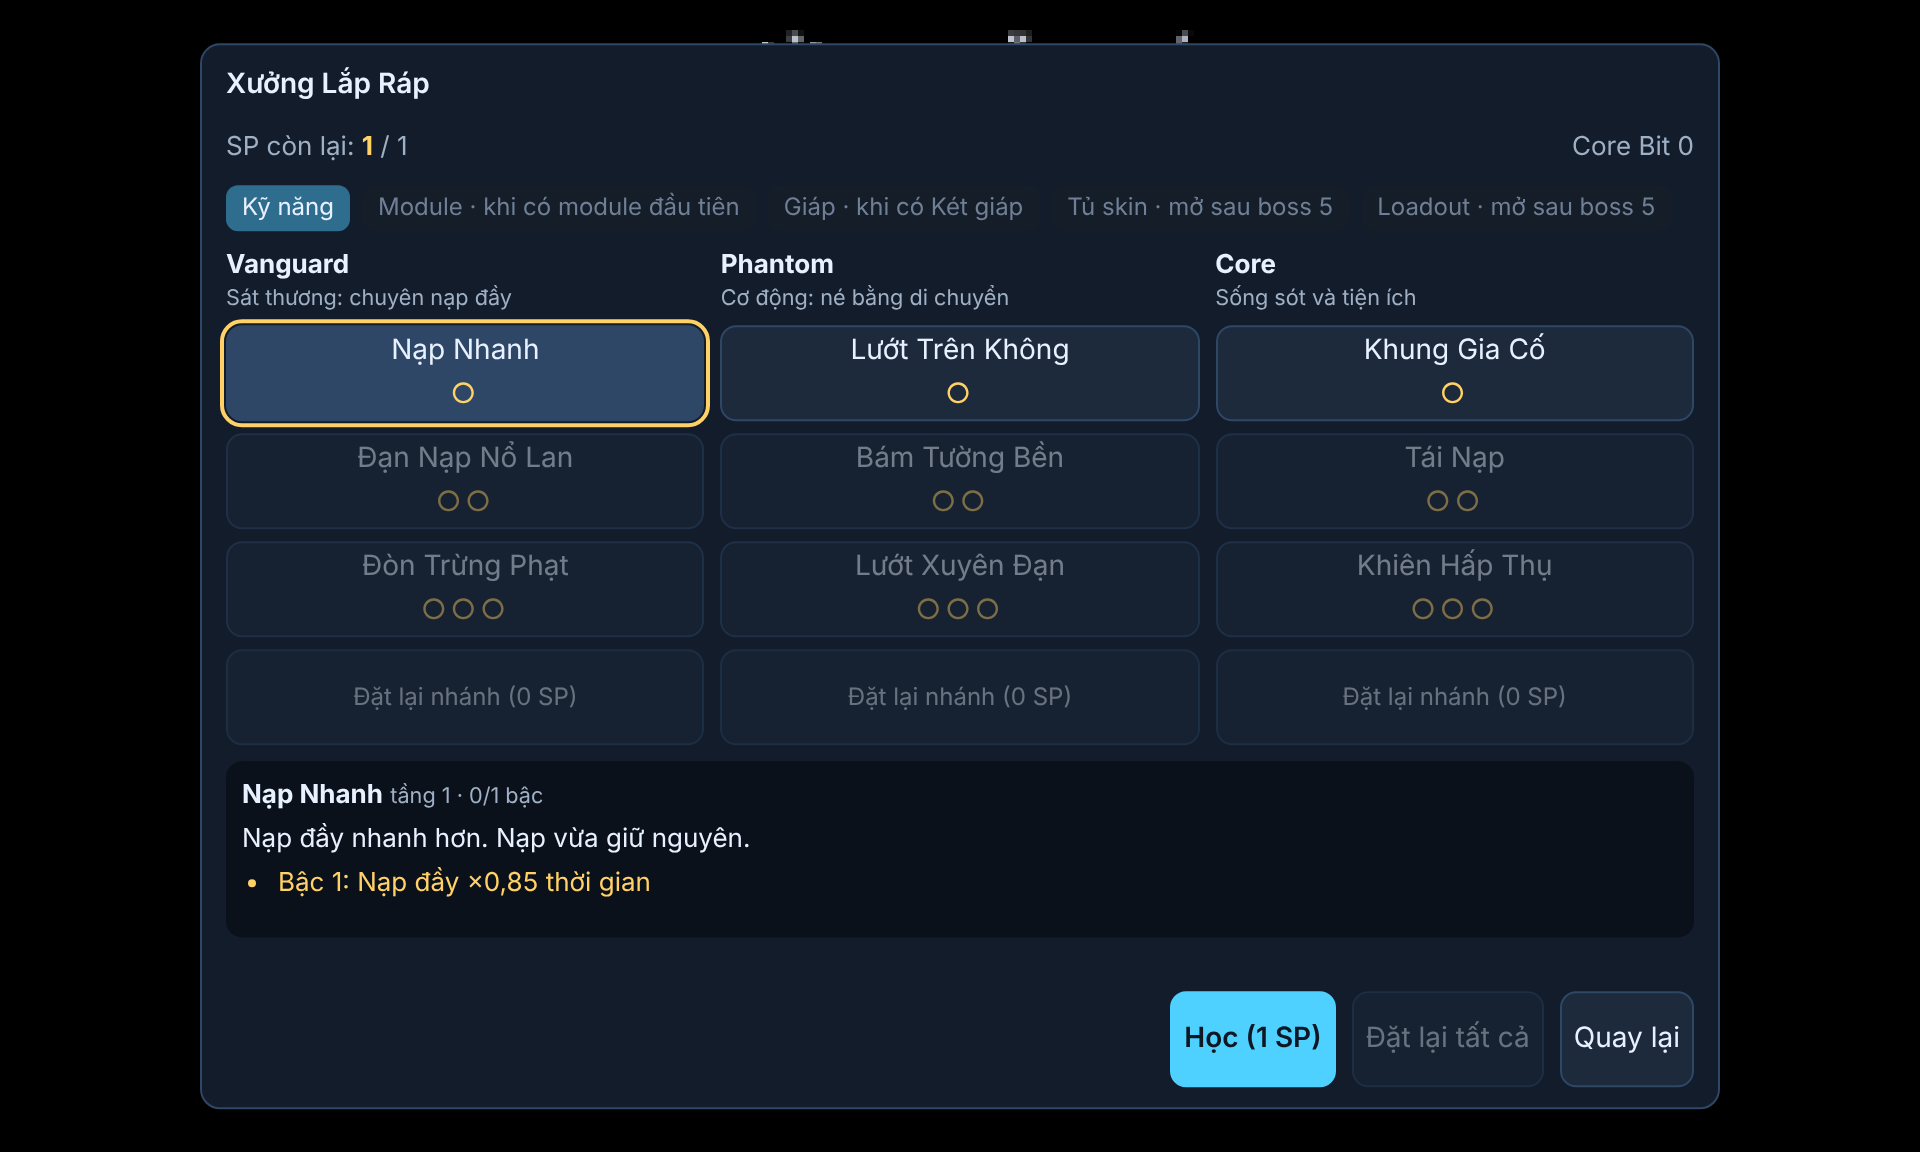 Xưởng Lắp Ráp
SP còn lại: 1 / 1
Core Bit 0
Kỹ năng
Module · khi có module đầu tiên
Giáp · khi có Két giáp
Tủ skin · mở sau boss 5
Loadout · mở sau boss 5
Vanguard
Sát thương: chuyên nạp đầy
Phantom
Cơ động: né bằng di chuyển
Core
Sống sót và tiện ích
Nạp Nhanh
Lướt Trên Không
Khung Gia Cố
Đạn Nạp Nổ Lan
Bám Tường Bền
Tái Nạp
Đòn Trừng Phạt
Lướt Xuyên Đạn
Khiên Hấp Thụ
Đặt lại nhánh (0 SP)
Đặt lại nhánh (0 SP)
Đặt lại nhánh (0 SP)
Nạp Nhanh tầng 1 · 0/1 bậc
Nạp đầy nhanh hơn. Nạp vừa giữ nguyên.
• Bậc 1: Nạp đầy ×0,85 thời gian
Học (1 SP)
Đặt lại tất cả
Quay lại